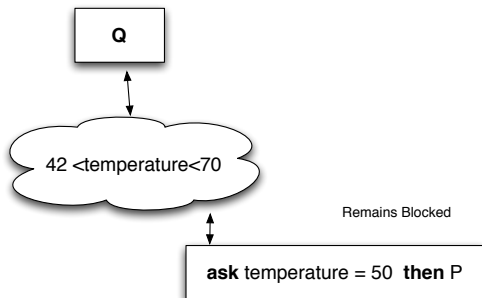 Q
42 <temperature<70
Remains Blocked
ask temperature = 50 then P